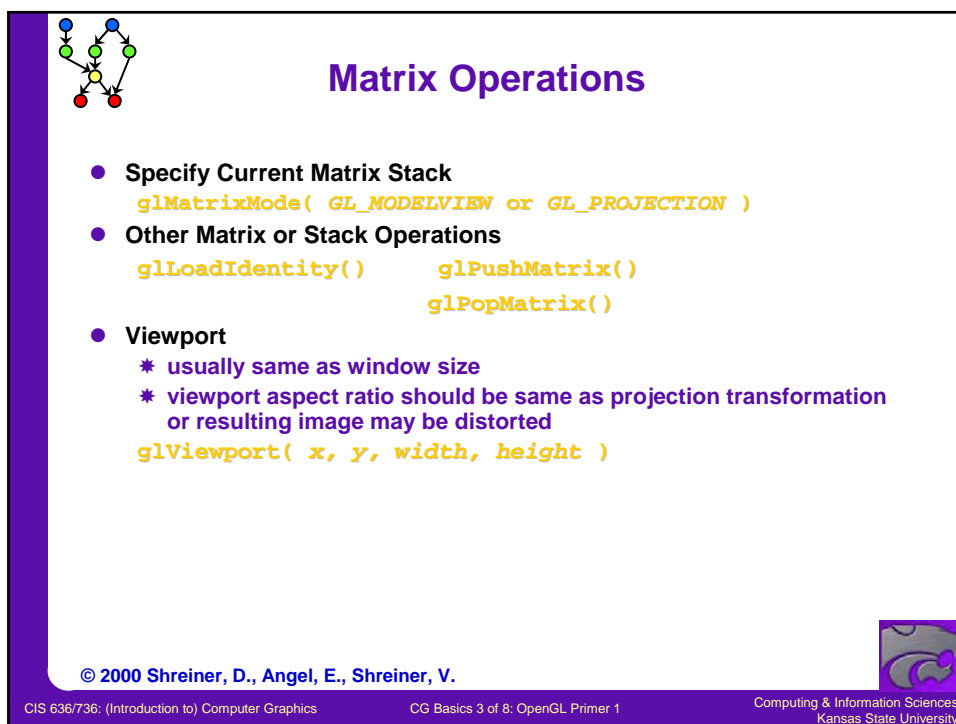 Matrix Operations
Specify Current Matrix Stack
glMatrixMode( GL_MODELVIEW or GL_PROJECTION )
Other Matrix or Stack Operations
glLoadIdentity() glPushMatrix()
glPopMatrix()
Viewport
usually same as window size
viewport aspect ratio should be same as projection transformation
or resulting image may be distorted
glViewport( x, y, width, height )
© 2000 Shreiner, D., Angel, E., Shreiner, V.
CIS 636/736: (Introduction to) Computer Graphics CG Basics 3 of 8: OpenGL Primer 1 Computing & Information Sciences
Kansas State University